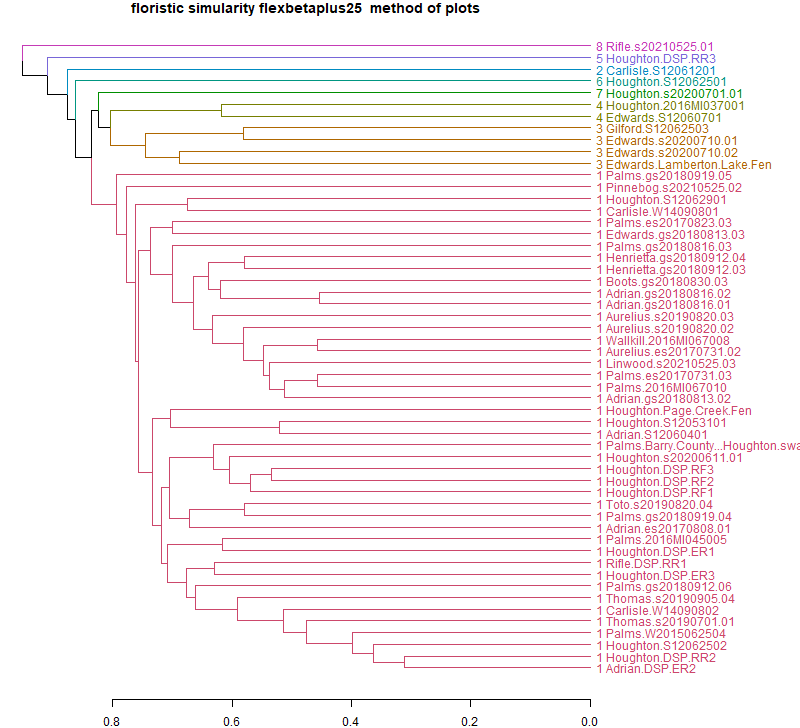 floristic simularity flexbetaplus25 method of plots
8 Rifle.s20210525.01
5 Houghton.DSP.RR3
2 Carlisle.S12061201
6 Houghton.S12062501
7 Houghton.s20200701.01
4 Houghton.2016MI037001
4 Edwards.S12060701
3 Gilford.S12062503
3 Edwards.s20200710.01
3 Edwards.s20200710.02
3 Edwards.Lamberton.Lake.Fen
1 Palms.gs20180919.05
1 Pinnebog.s20210525.02
1 Houghton.S12062901
1 Carlisle.W14090801
1 Palms.es20170823.03
1 Edwards.gs20180813.03
1 Palms.gs20180816.03
1 Henrietta.gs20180912.04
1 Henrietta.gs20180912.03
1 Boots.gs20180830.03
1 Adrian.gs20180816.02
1 Adrian.gs20180816.01
1 Aurelius.s20190820.03
1 Aurelius.s20190820.02
1 Wallkill.2016MI067008
1 Aurelius.es20170731.02
1 Linwood.s20210525.03
1 Palms.es20170731.03
1 Palms.2016MI067010
1 Adrian.gs20180813.02
1 Houghton.Page.Creek.Fen
1 Houghton.S12053101
1 Adrian.S12060401
1 Palms.Barry.County...Houghton.swa
1 Houghton.s20200611.01
1 Houghton.DSP.RF3
1 Houghton.DSP.RF2
1 Houghton.DSP.RF1
1 Toto.s20190820.04
1 Palms.gs20180919.04
1 Adrian.es20170808.01
1 Palms.2016MI045005
1 Houghton.DSP.ER1
1 Rifle.DSP.RR1
1 Houghton.DSP.ER3
1 Palms.gs20180912.06
1 Thomas.s20190905.04
1 Carlisle.W14090802
1 Thomas.s20190701.01
1 Palms.W2015062504
1 Houghton.S12062502
1 Houghton.DSP.RR2
1 Adrian.DSP.ER2
0.8 0.6 0.4 0.2 0.0